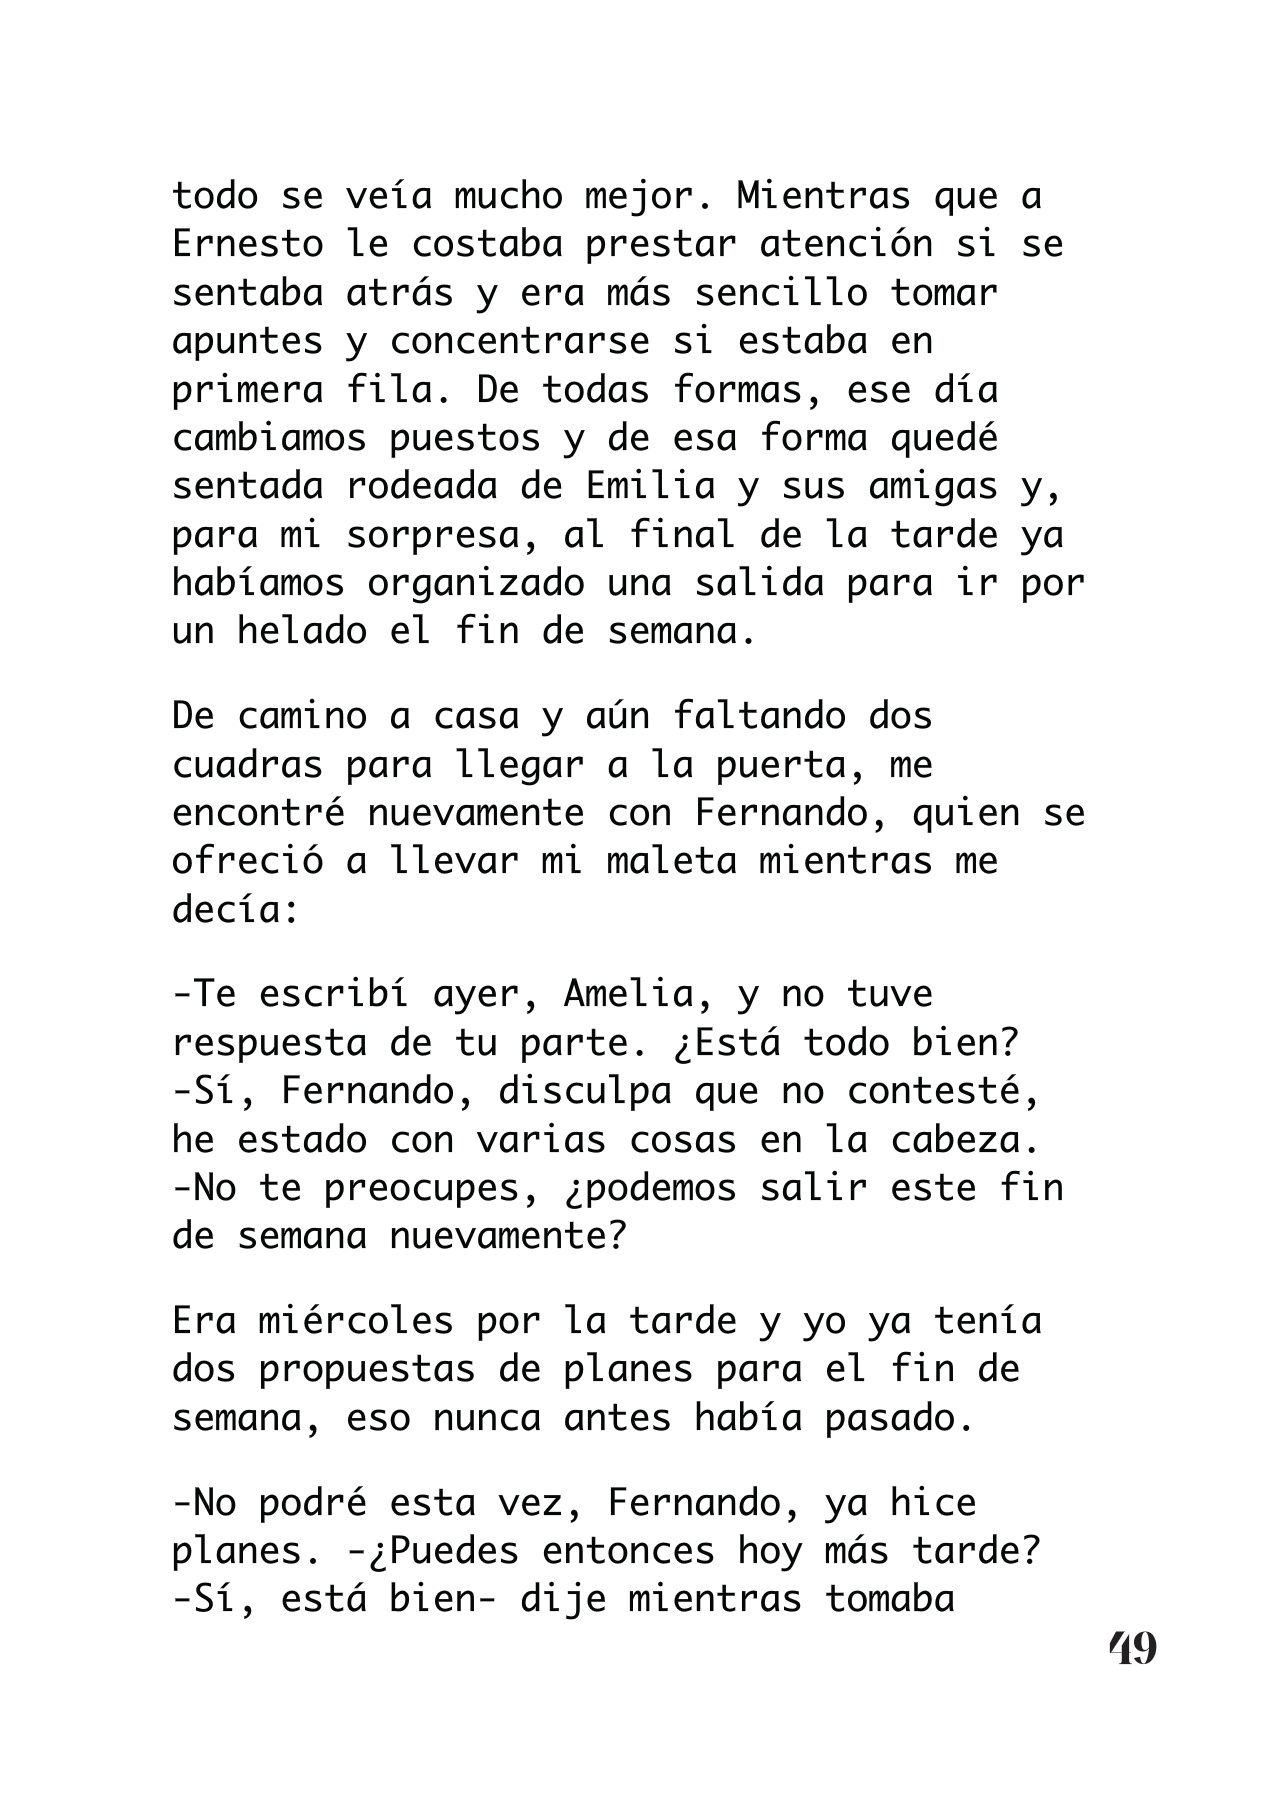 todo se veía mucho mejor. Mientras que a
Ernesto le costaba prestar atención si se
sentaba atrás y era más sencillo tomar
apuntes y concentrarse si estaba en
primera fila. De todas formas, ese día
cambiamos puestos y de esa forma quedé
sentada rodeada de Emilia y sus amigas y,
para mi sorpresa, al final de la tarde ya
habíamos organizado una salida para ir por
un helado el fin de semana.
De camino a casa y aún faltando dos
cuadras para llegar a la puerta, me
encontré nuevamente con Fernando, quien se
ofreció a llevar mi maleta mientras me
decía:
-Te escribí ayer, Amelia, y no tuve
respuesta de tu parte. ¿Está todo bien?
-Sí, Fernando, disculpa que no contesté,
he estado con varias cosas en la cabeza.
-No te preocupes, ¿podemos salir este fin
de semana nuevamente?
Era miércoles por la tarde y yo ya tenía
dos propuestas de planes para el fin de
semana, eso nunca antes había pasado.
-No podré esta vez, Fernando, ya hice
planes. -¿Puedes entonces hoy más tarde?
-Sí, está bien- dije mientras tomaba
49